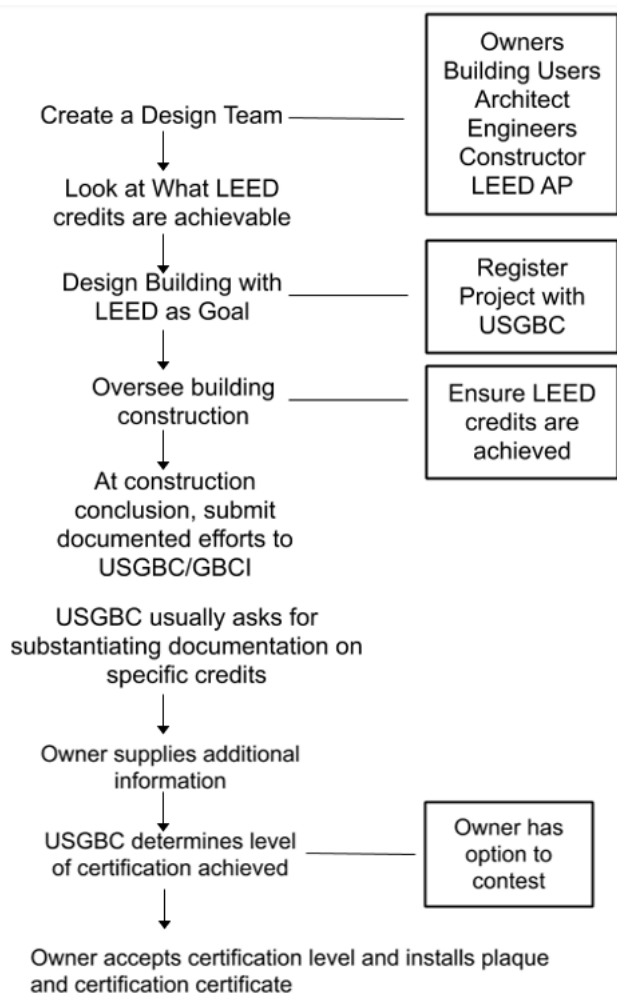 Create a Design Team
Owners
Building Users
Architect
Engineers
Constructor
LEED AP
Look at What LEED
credits are achievable
Design Building with
LEED as Goal
Register
Project with
USGBC
Oversee building
construction
Ensure LEED
credits are
achieved
At construction
conclusion, submit
documented efforts to
USGBC/GBCI
USGBC usually asks for
substantiating documentation on
specific credits
Owner supplies additional
information
USGBC determines level
of certification achieved
Owner has
option to
contest
Owner accepts certification level and installs plaque
and certification certificate